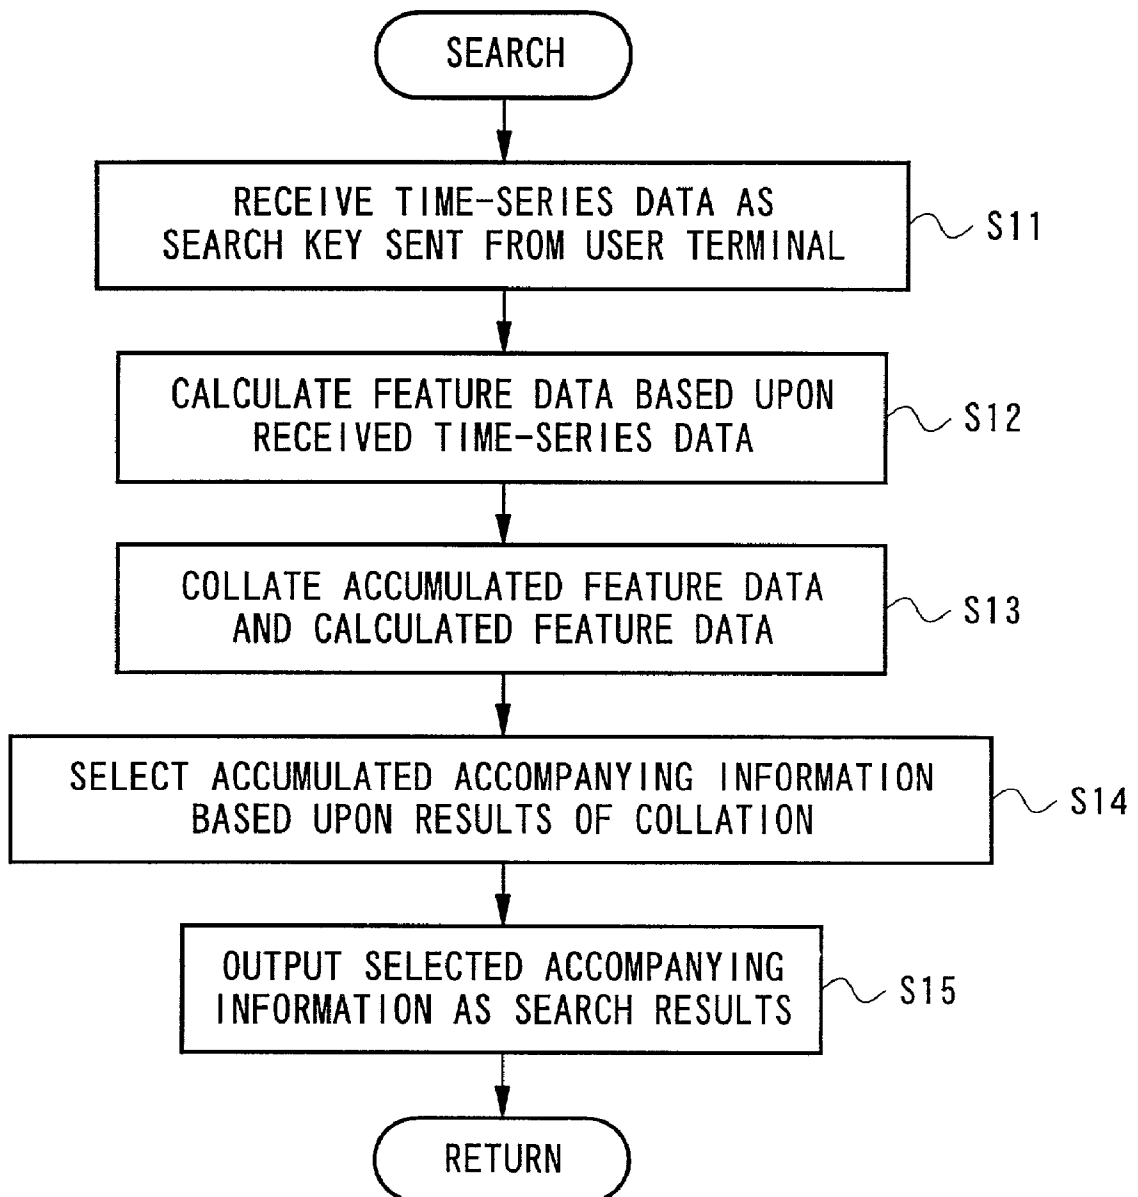 SEARCH
RECEIVE TIME-SERIES DATA AS
SEARCH KEY SENT FROM USER TERMINAL
S11
CALCULATE FEATURE DATA BASED UPON
RECEIVED TIME-SERIES DATA
S12
COLLATE ACCUMULATED FEATURE DATA
AND CALCULATED FEATURE DATA
S13
SELECT ACCUMULATED ACCOMPANYING INFORMATION
BASED UPON RESULTS OF COLLATION
S14
OUTPUT SELECTED ACCOMPANYING
INFORMATION AS SEARCH RESULTS
S15
RETURN